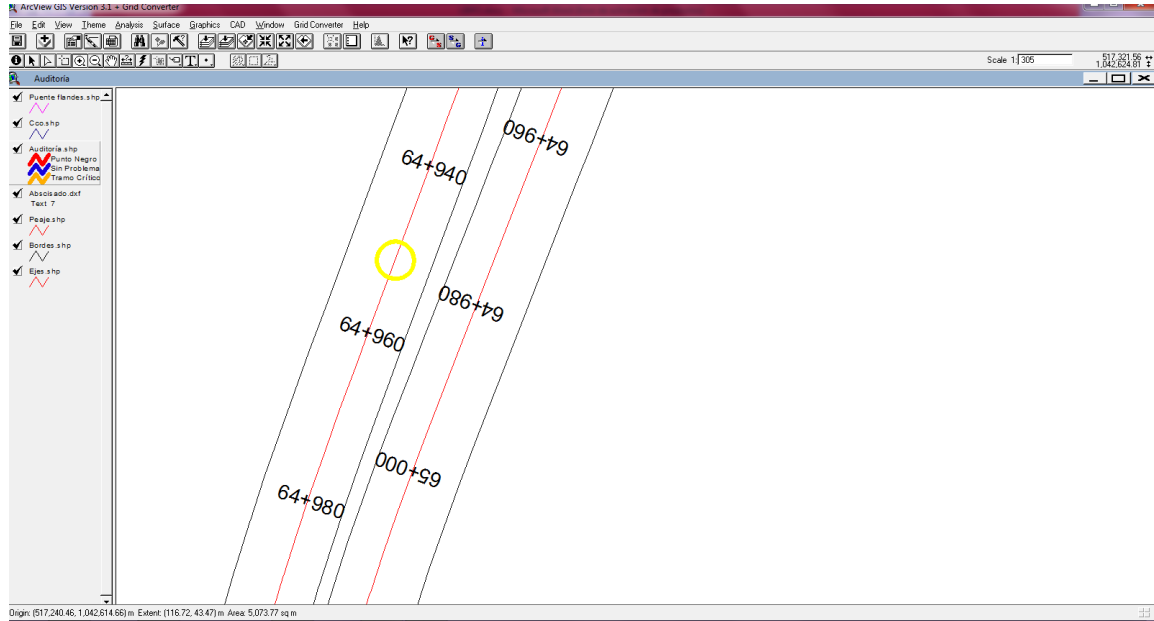 ArcView GIS Version 3.1 + Grid Converter
File Edit View Theme Analysis Surface Graphics CAD Window Grid Converter Help
Scale 1: 305
517,321.56
1,042,624.81
Auditoria
Puente flandes.shp
Cco.shp
Auditoría.shp
Punto Negro
Sin Problema
Tramo Crítico
Abscisado.dxf
Text 7
Peaje.shp
Bordes.shp
Ejes.shp
64+960
64+940
64+980
64+960
65+000
64+980
Origin: (517,240.46, 1,042,614.66) m Extent: (116.72, 43.47) m Area: 5,073.77 sq m